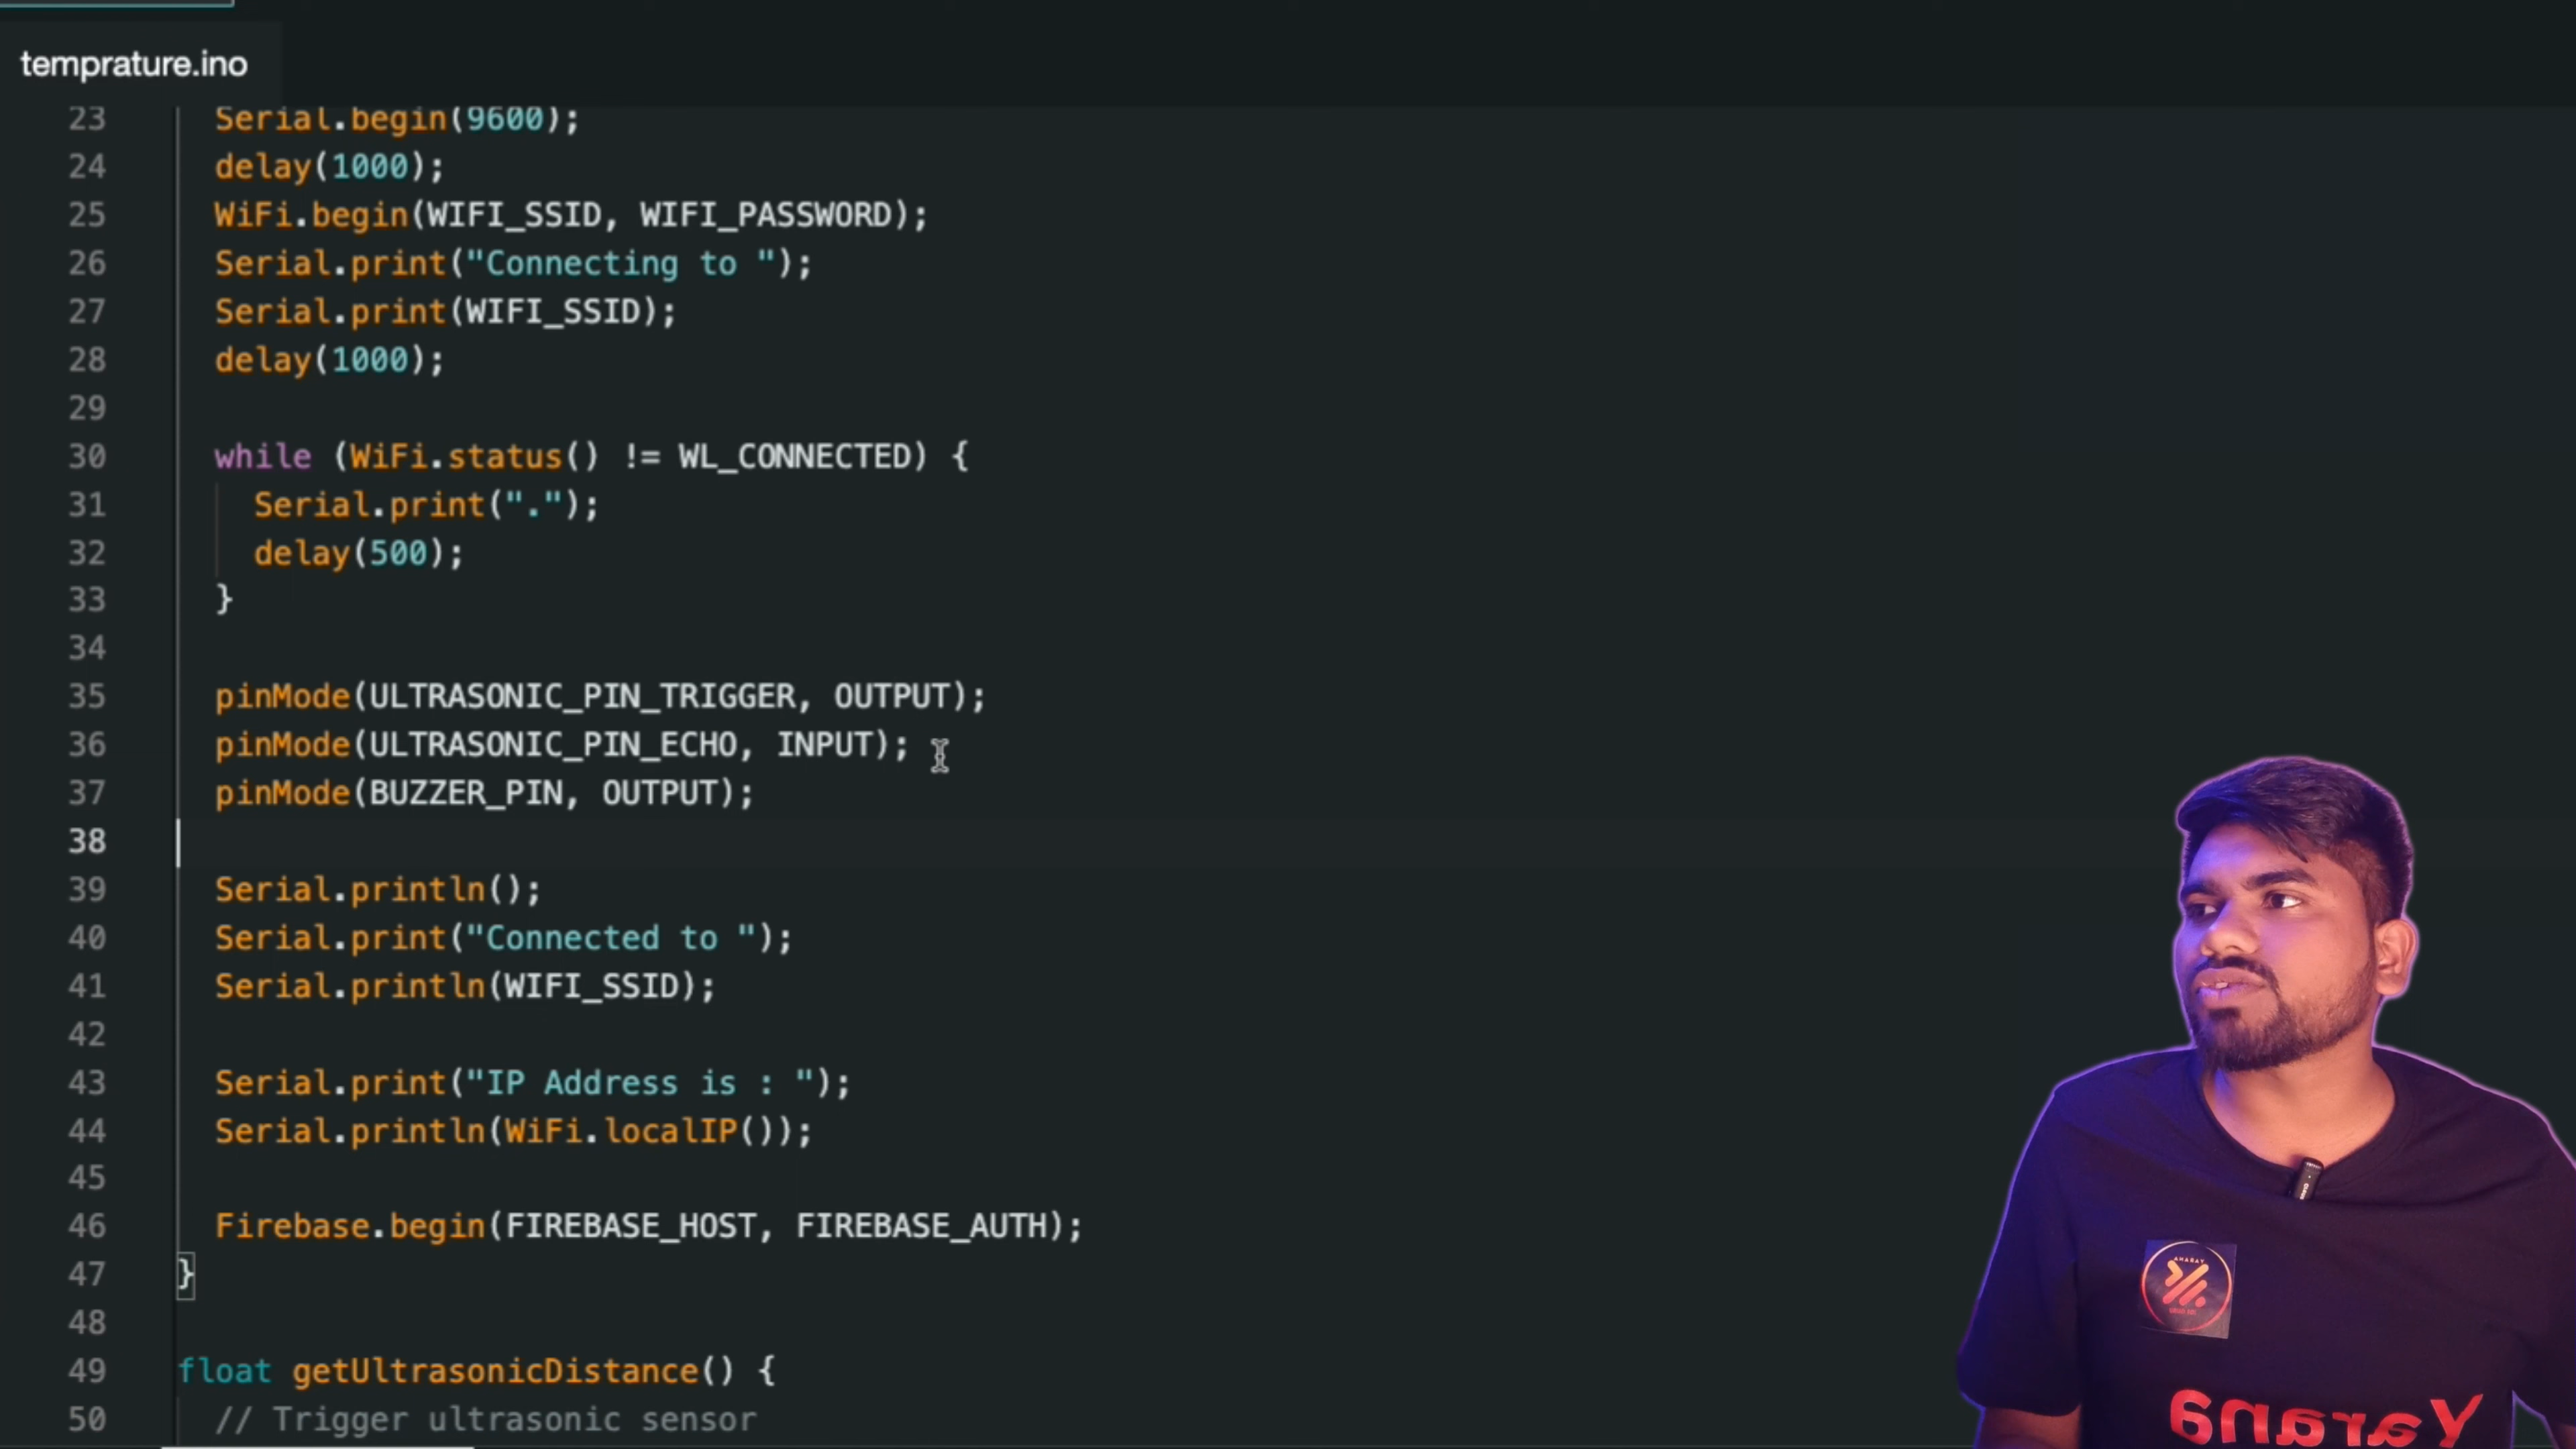 temprature.ino
23 Serial.begin(9600);
24 delay(1000);
25 WiFi.begin(WIFI_SSID, WIFI_PASSWORD);
26 Serial.print("Connecting to ");
27 Serial.print(WIFI_SSID);
28 delay(1000);
29
30 while (WiFi.status() != WL_CONNECTED) {
31 Serial.print(".");
32 delay(500);
33 }
34
35 pinMode(ULTRASONIC_PIN_TRIGGER, OUTPUT);
36 pinMode(ULTRASONIC_PIN_ECHO, INPUT);
37 pinMode(BUZZER_PIN, OUTPUT);
38
39 Serial.println();
40 Serial.print("Connected to ");
41 Serial.println(WIFI_SSID);
42
43 Serial.print("IP Address is : ");
44 Serial.println(WiFi.localIP());
45
46 Firebase.begin(FIREBASE_HOST, FIREBASE_AUTH);
47 }
48
49 float getUltrasonicDistance() {
50 // Trigger ultrasonic sensor
Yarana